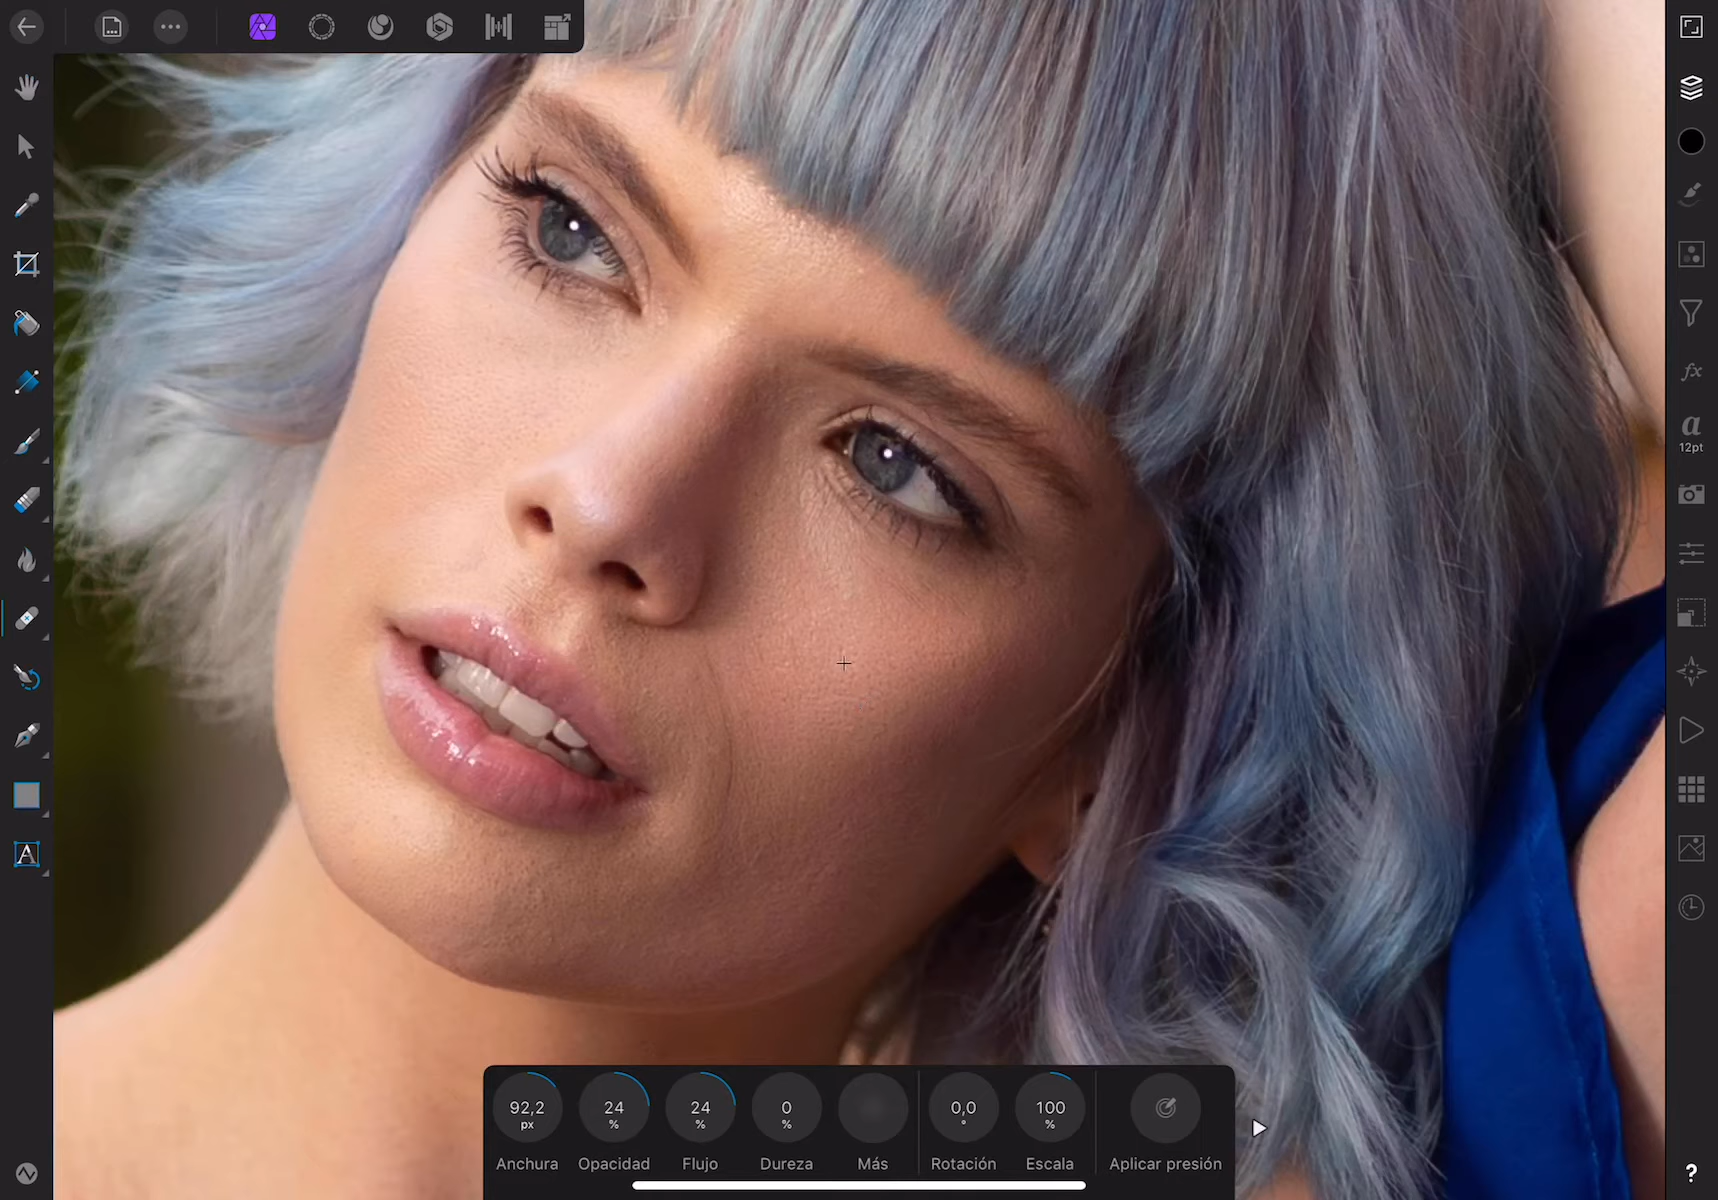 fx
a
12pt
A
92,2
px
24
%
24
%
0
%
0,0
°
100
%
Anchura
Opacidad
Flujo
Dureza
Más
Rotación
Escala
Aplicar presión
?